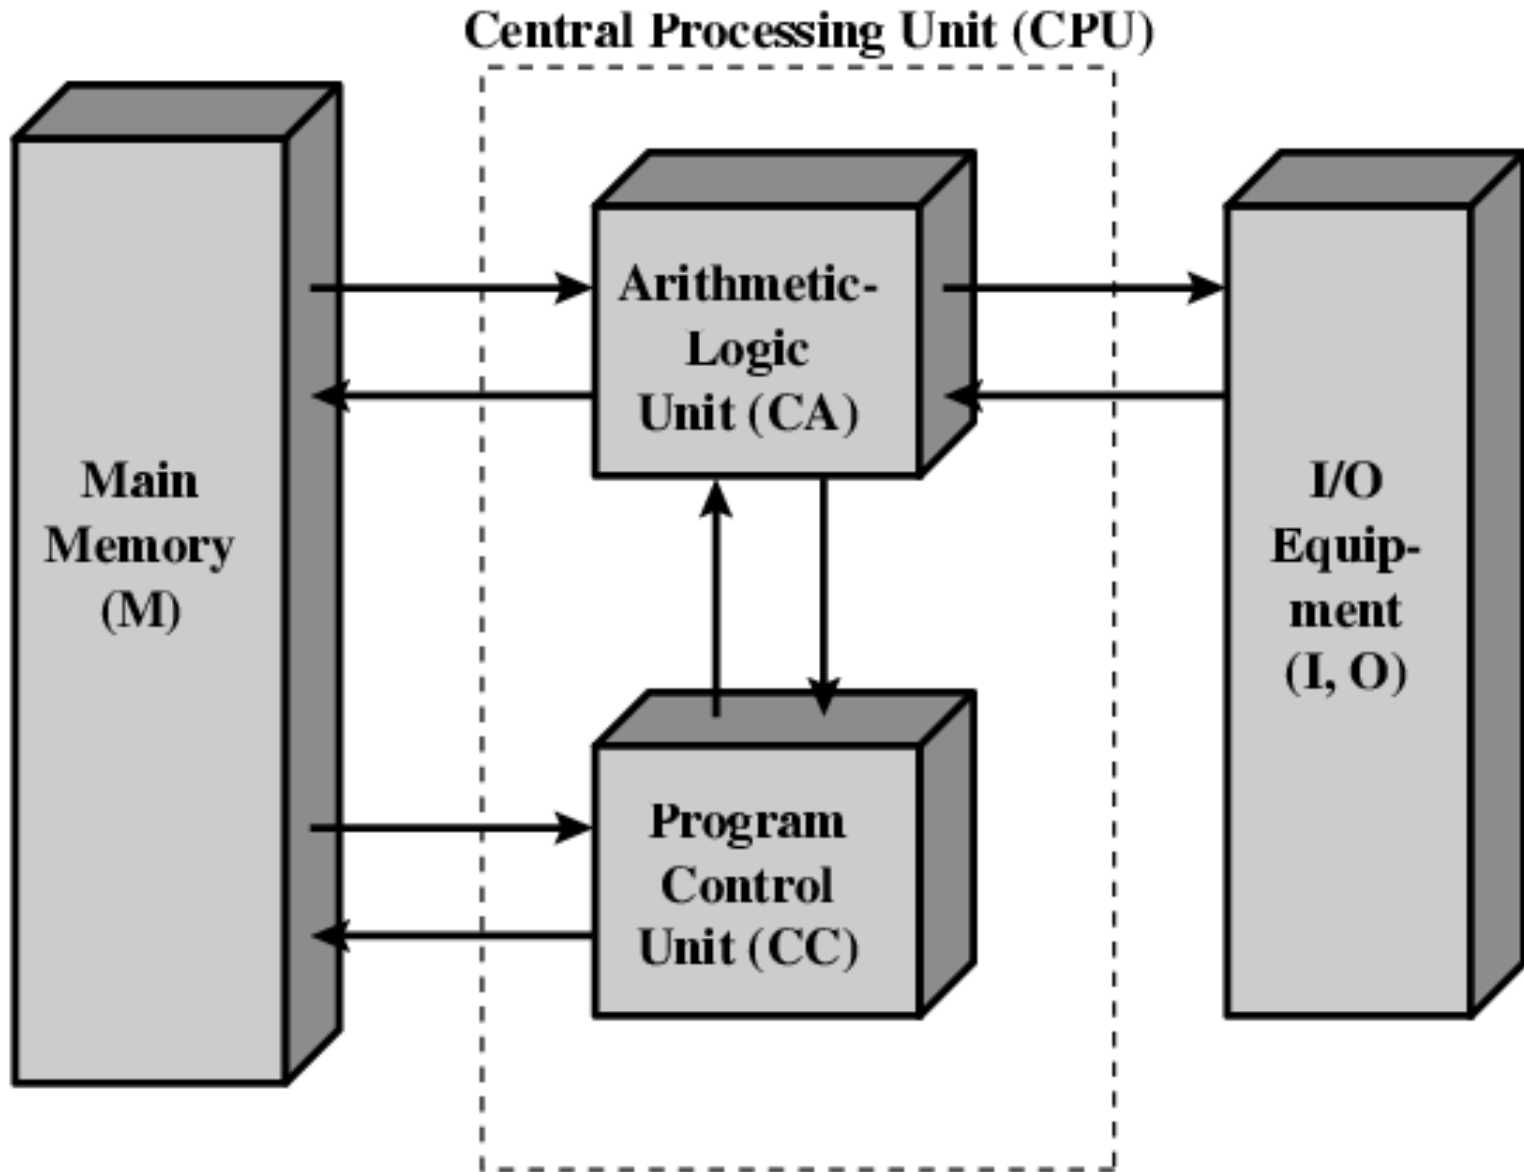 Central Processing Unit (CPU)
Main
Memory
(M)
Arithmetic-
Logic
Unit (CA)
Program
Control
Unit (CC)
I/O
Equip-
ment
(I, O)